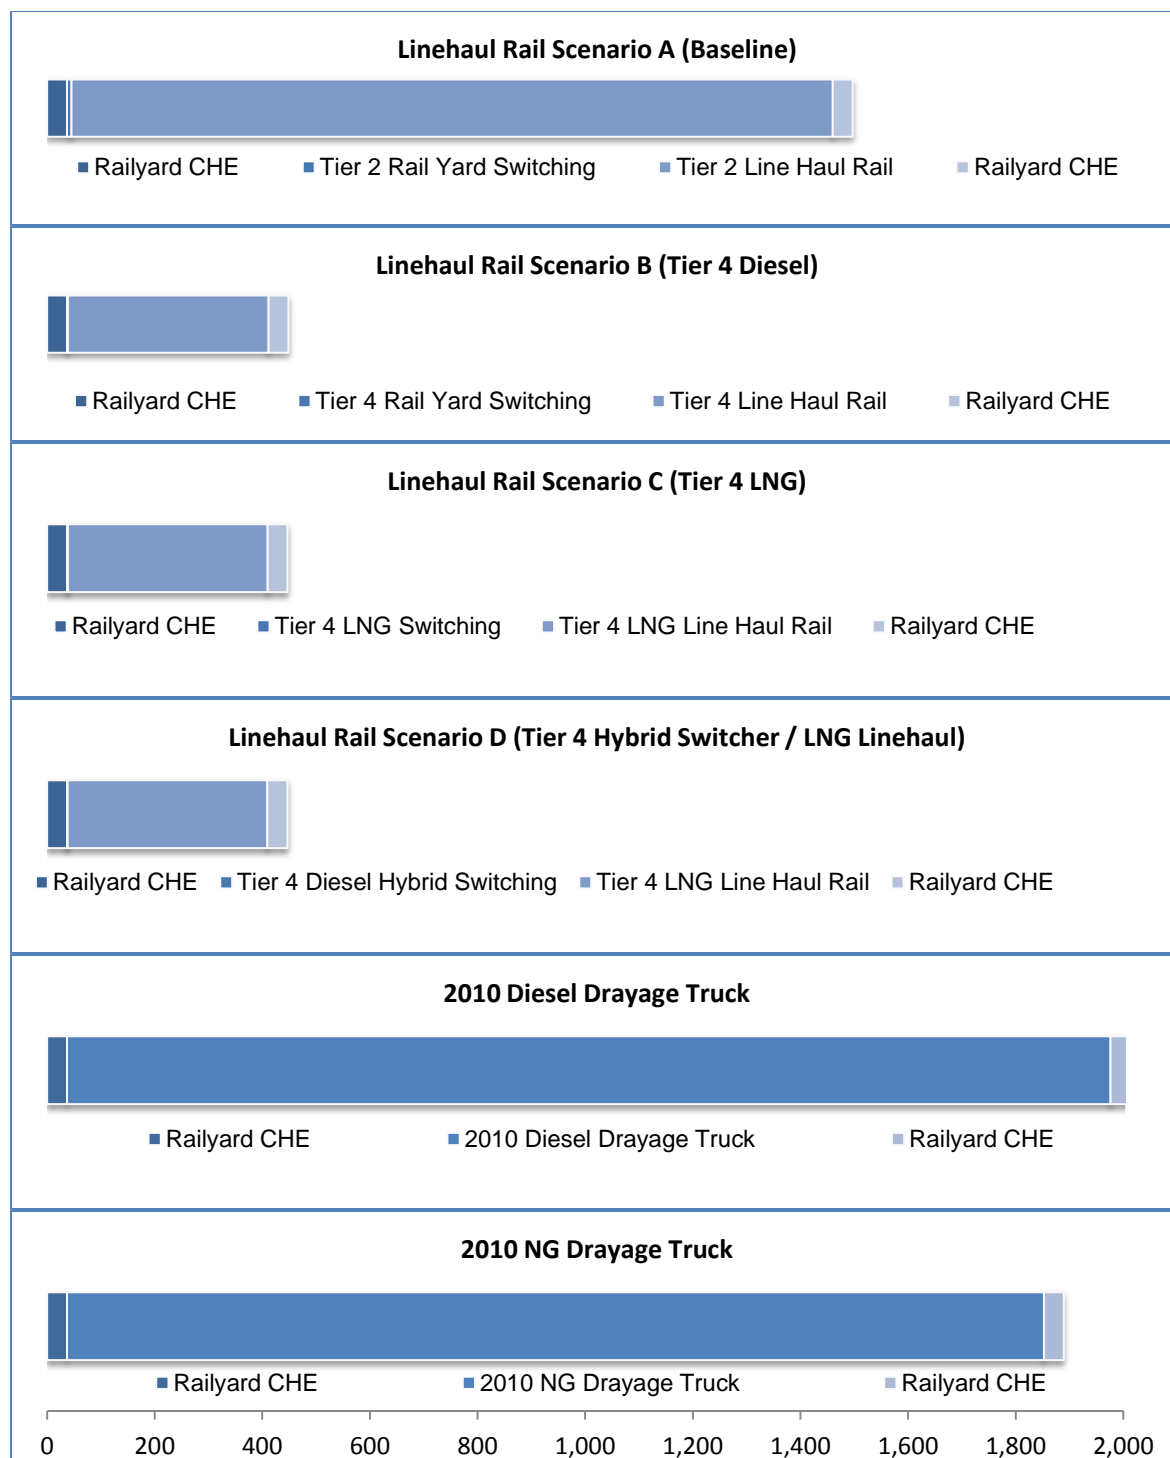 Linehaul Rail Scenario A (Baseline)
Railyard CHE Tier 2 Rail Yard Switching Tier 2 Line Haul Rail Railyard CHE
Linehaul Rail Scenario B (Tier 4 Diesel)
Railyard CHE Tier 4 Rail Yard Switching Tier 4 Line Haul Rail Railyard CHE
Linehaul Rail Scenario C (Tier 4 LNG)
Railyard CHE Tier 4 LNG Switching Tier 4 LNG Line Haul Rail Railyard CHE
Linehaul Rail Scenario D (Tier 4 Hybrid Switcher / LNG Linehaul)
Railyard CHE Tier 4 Diesel Hybrid Switching Tier 4 LNG Line Haul Rail Railyard CHE
2010 Diesel Drayage Truck
Railyard CHE 2010 Diesel Drayage Truck Railyard CHE
2010 NG Drayage Truck
Railyard CHE 2010 NG Drayage Truck Railyard CHE
0 200 400 600 800 1,000 1,200 1,400 1,600 1,800 2,000